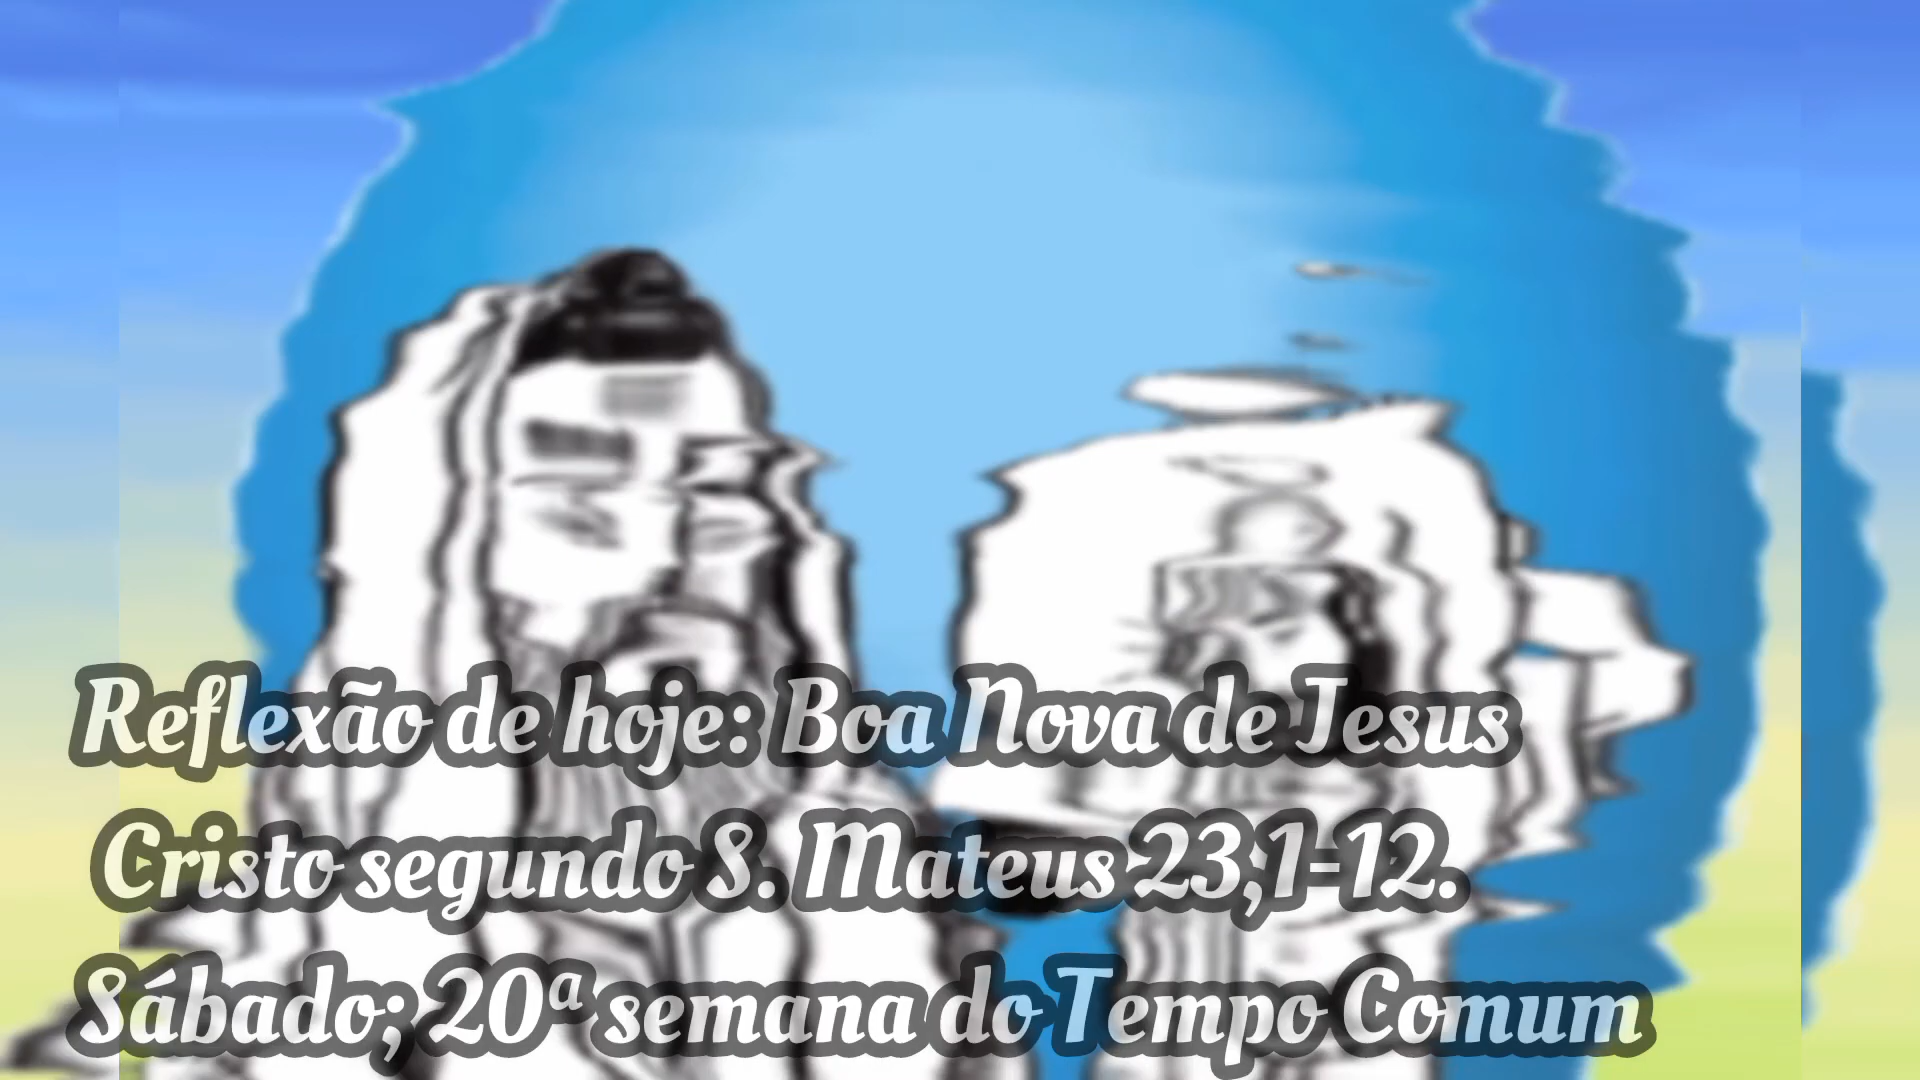 Reflexão de hoje: Boa Nova de Jesus
Cristo segundo S. Mateus 23,1-12.
Sábado; 20ª semana do Tempo Comum